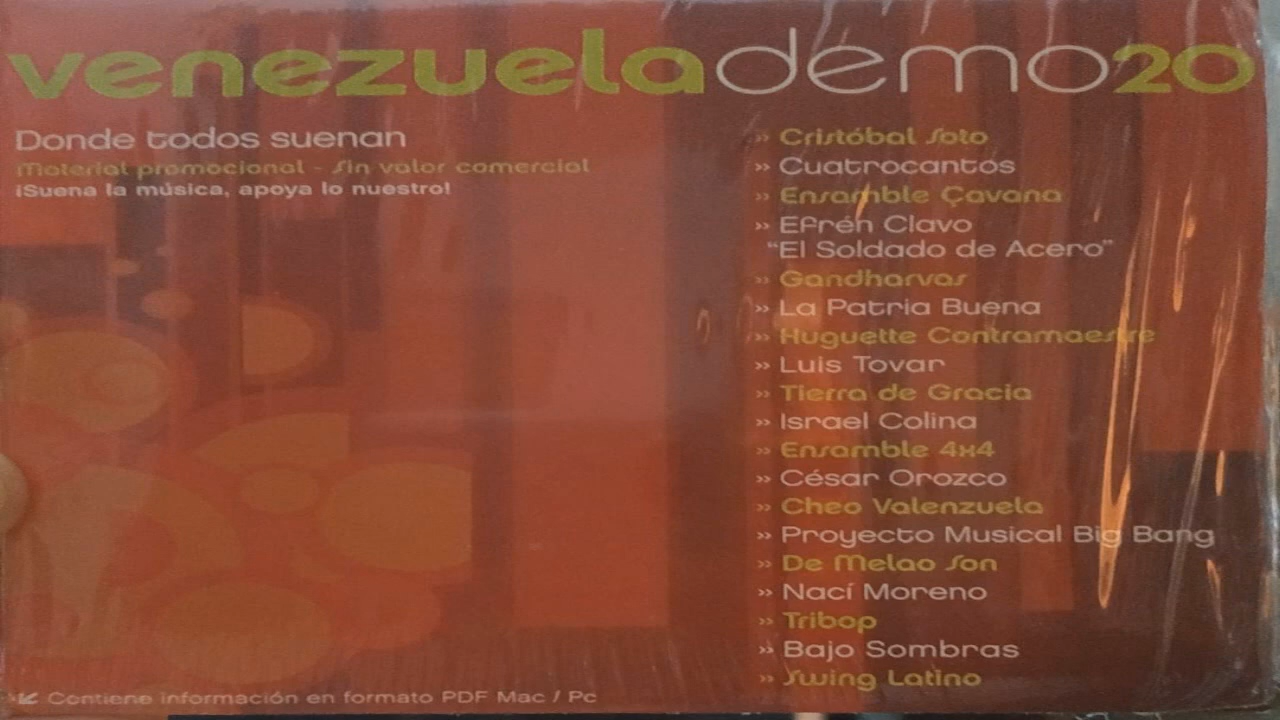 venezuelademo20
Donde todos suenan
Material promocional - Sin valor comercial
¡Suena la música, apoya lo nuestro!
» Cristóbal Soto
» Cuatrocantos
» Ensamble Çavana
» Efrén Clavo
“El Soldado de Acero”
» Gandharvas
» La Patria Buena
» Huguette Contramaestre
» Luis Tovar
» Tierra de Gracia
» Israel Colina
» Ensamble 4x4
» César Orozco
» Cheo Valenzuela
» Proyecto Musical Big Bang
» De Melao Son
» Nací Moreno
» Tribop
» Bajo Sombras
» Swing Latino
Contiene información en formato PDF Mac / Pc